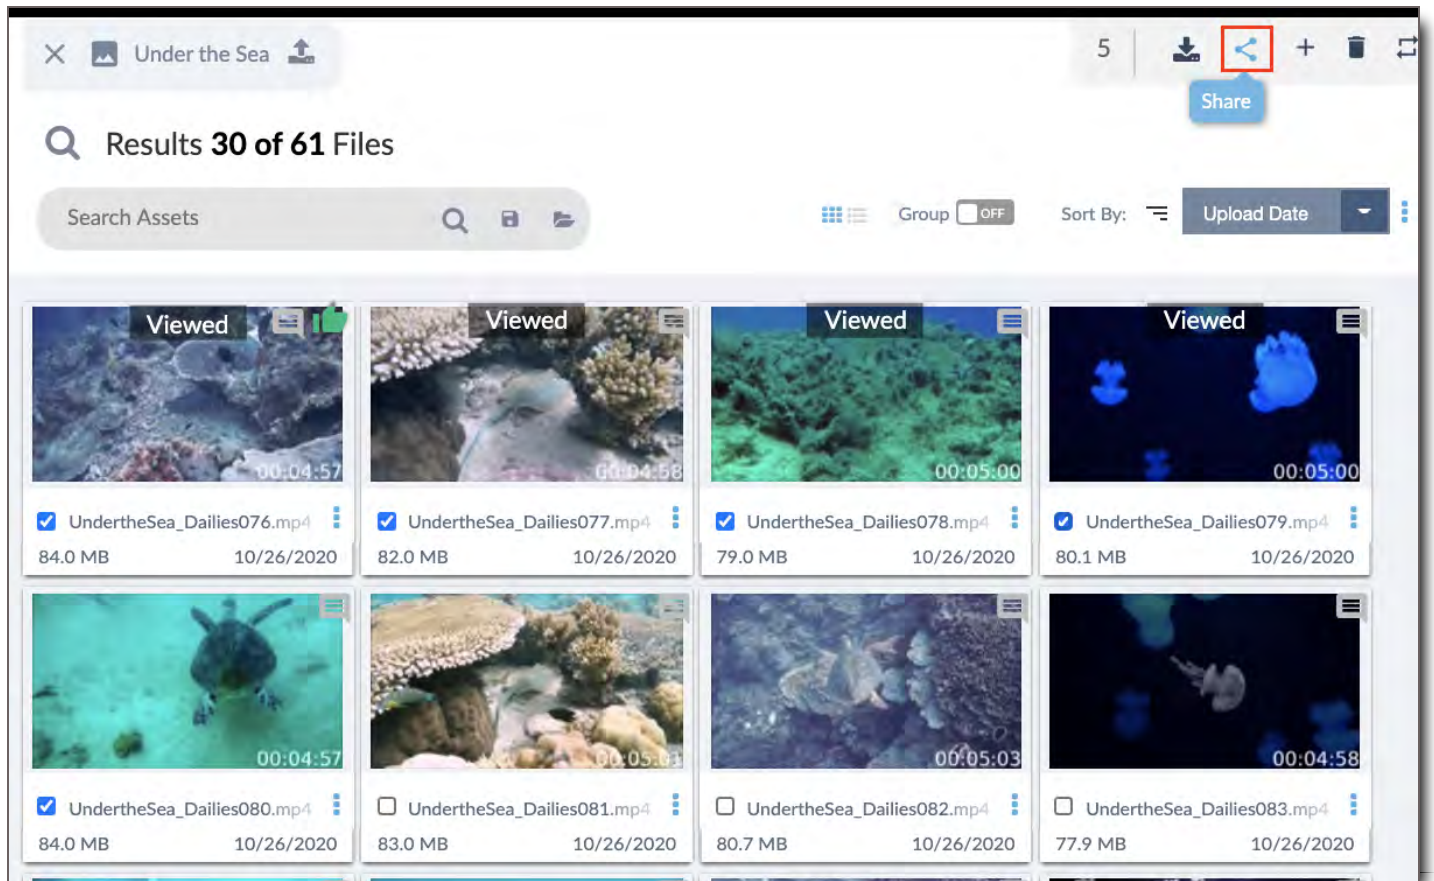 Under the Sea
5
Share
Results 30 of 61 Files
Search Assets
Group OFF Sort By: Upload Date
Viewed Viewed Viewed Viewed
00:04:57 00:04:58 00:05:00 00:05:00
UndertheSea_Dailies076.mp4 UndertheSea_Dailies077.mp4 UndertheSea_Dailies078.mp4 UndertheSea_Dailies079.mp4
84.0 MB 10/26/2020 82.0 MB 10/26/2020 79.0 MB 10/26/2020 80.1 MB 10/26/2020
00:04:57 00:05:01 00:05:03 00:04:58
UndertheSea_Dailies080.mp4 UndertheSea_Dailies081.mp4 UndertheSea_Dailies082.mp4 UndertheSea_Dailies083.mp4
84.0 MB 10/26/2020 83.0 MB 10/26/2020 80.7 MB 10/26/2020 77.9 MB 10/26/2020